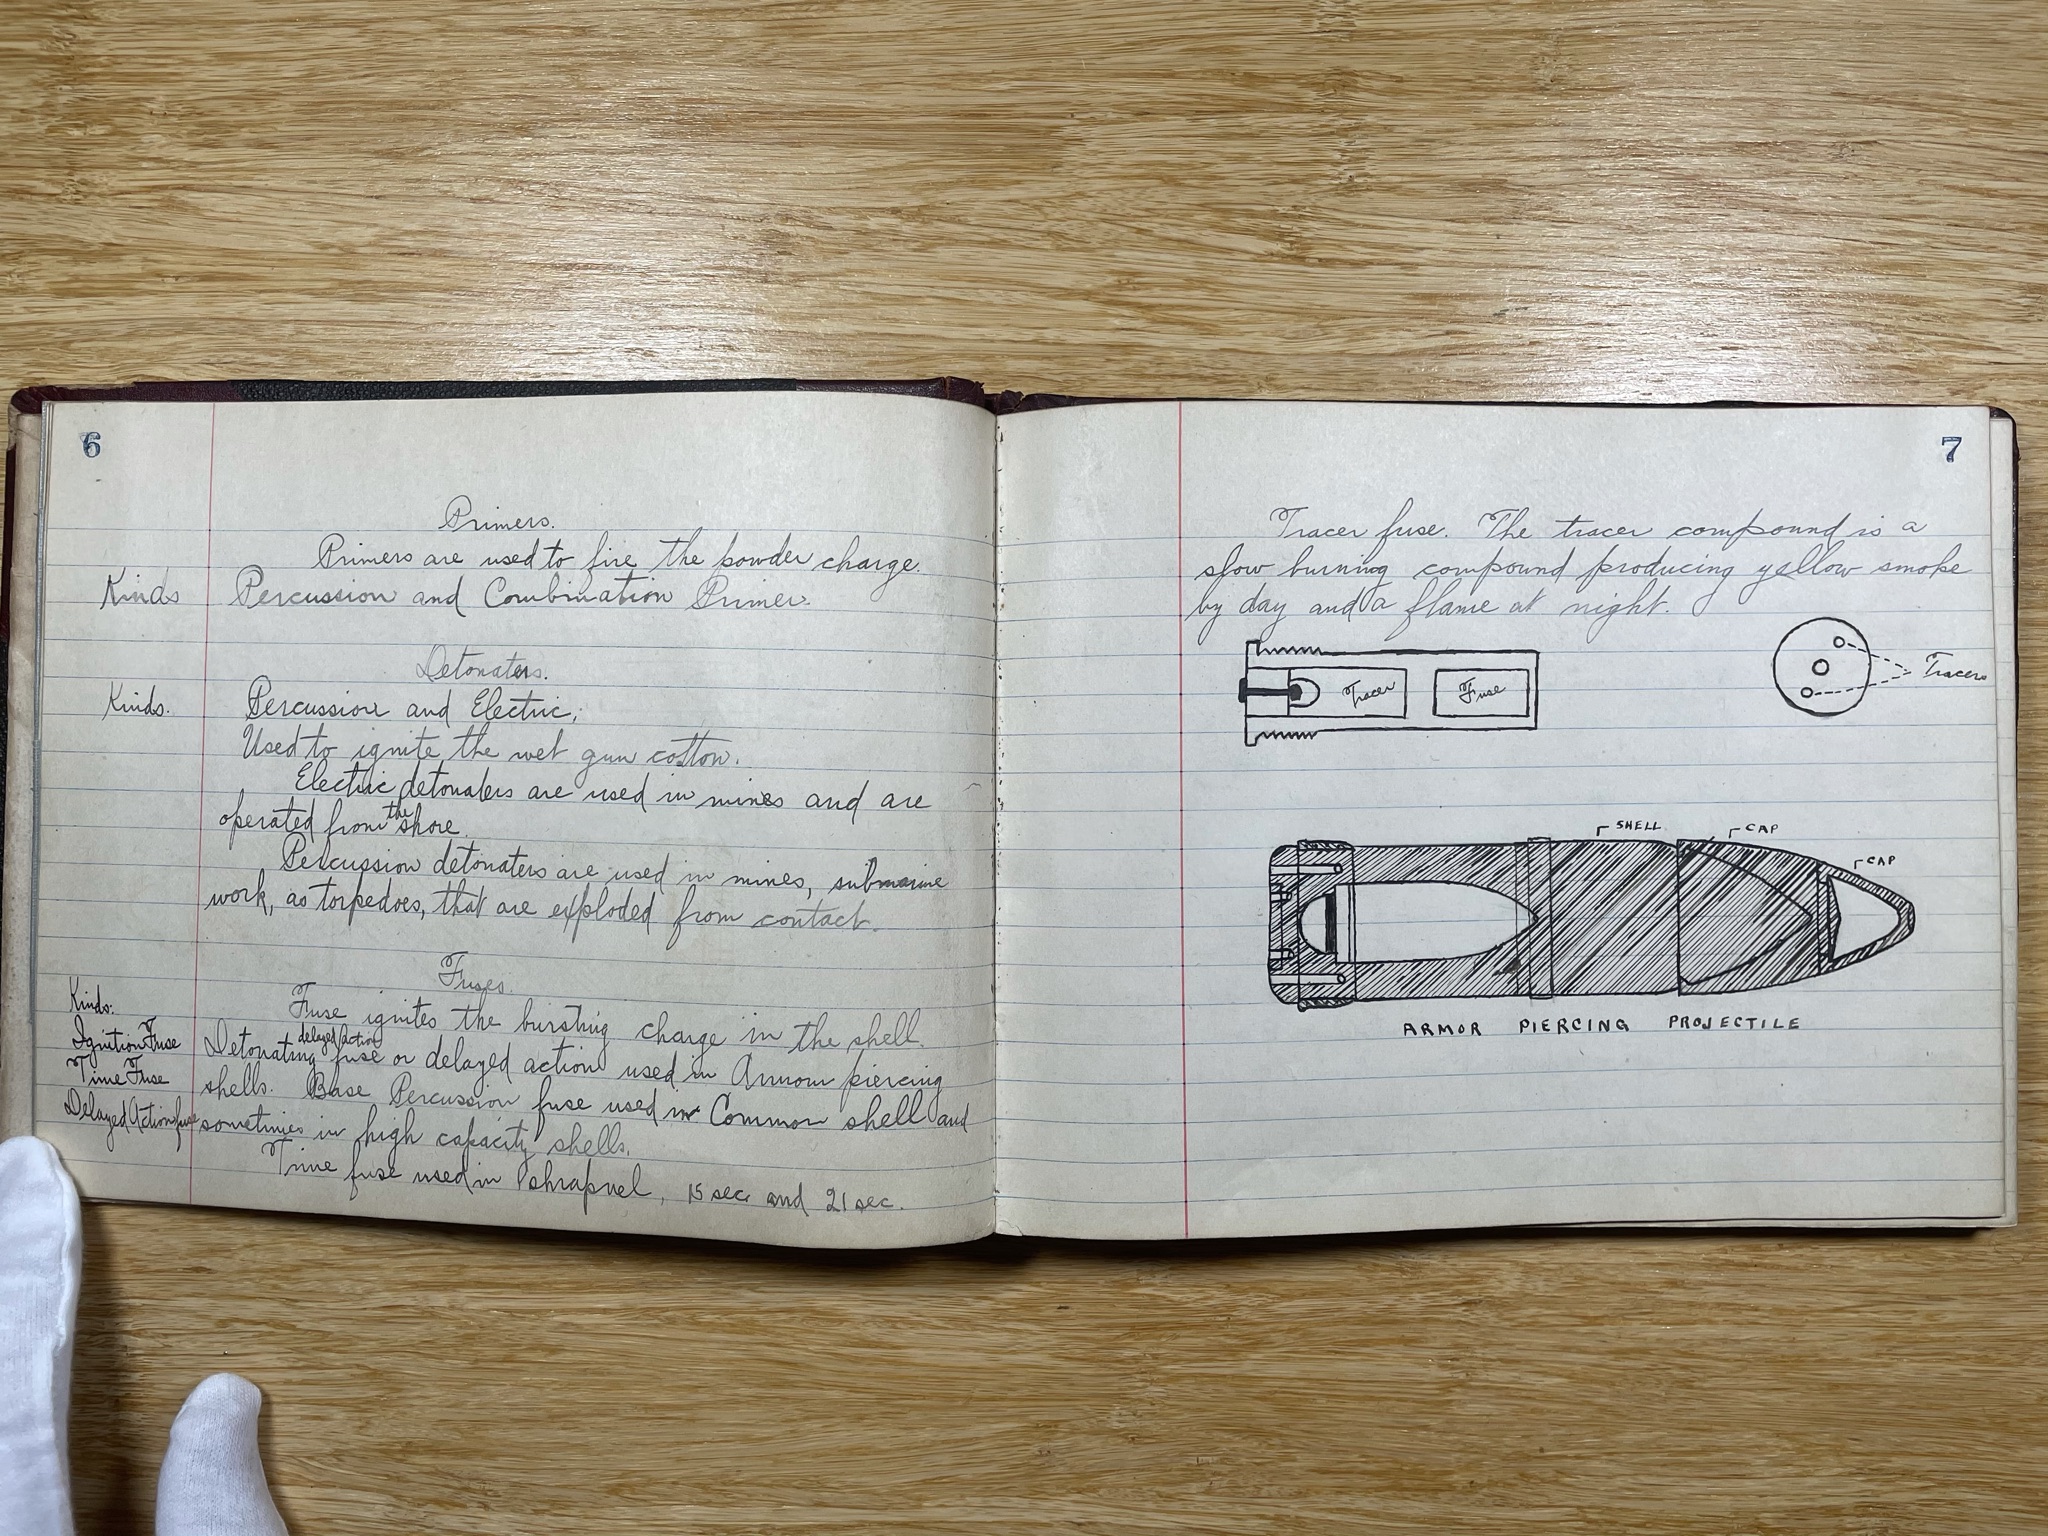 6
Primers.
Primers are used to fire the powder charge.
Kinds Percussion and Combination Primer.
Detonaters.
Kinds. Percussion and Electric;
Used to ignite the wet gun cotton.
Electric detonaters are used in mines and are
operated from the shore.
Percussion detonaters are used in mines, submarine
work, as torpedoes, that are exploded from contact.
Fuses.
Kinds:
Fuse ignites the bursting charge in the shell.
Ignition Fuse
Detonating delayed action fuse or delayed action used in Armour piercing
Time Fuse
shells. Base Percussion fuse used in Common shell and
Delayed Action fuse
sometimes in high capacity shells.
Time fuse used in shrapnel, 15 sec and 21 sec.
7
Tracer fuse. The tracer compound is a
slow burning compound producing yellow smoke
by day and a flame at night.
Tracer Fuse
Tracers
SHELL
CAP
CAP
ARMOR PIERCING PROJECTILE